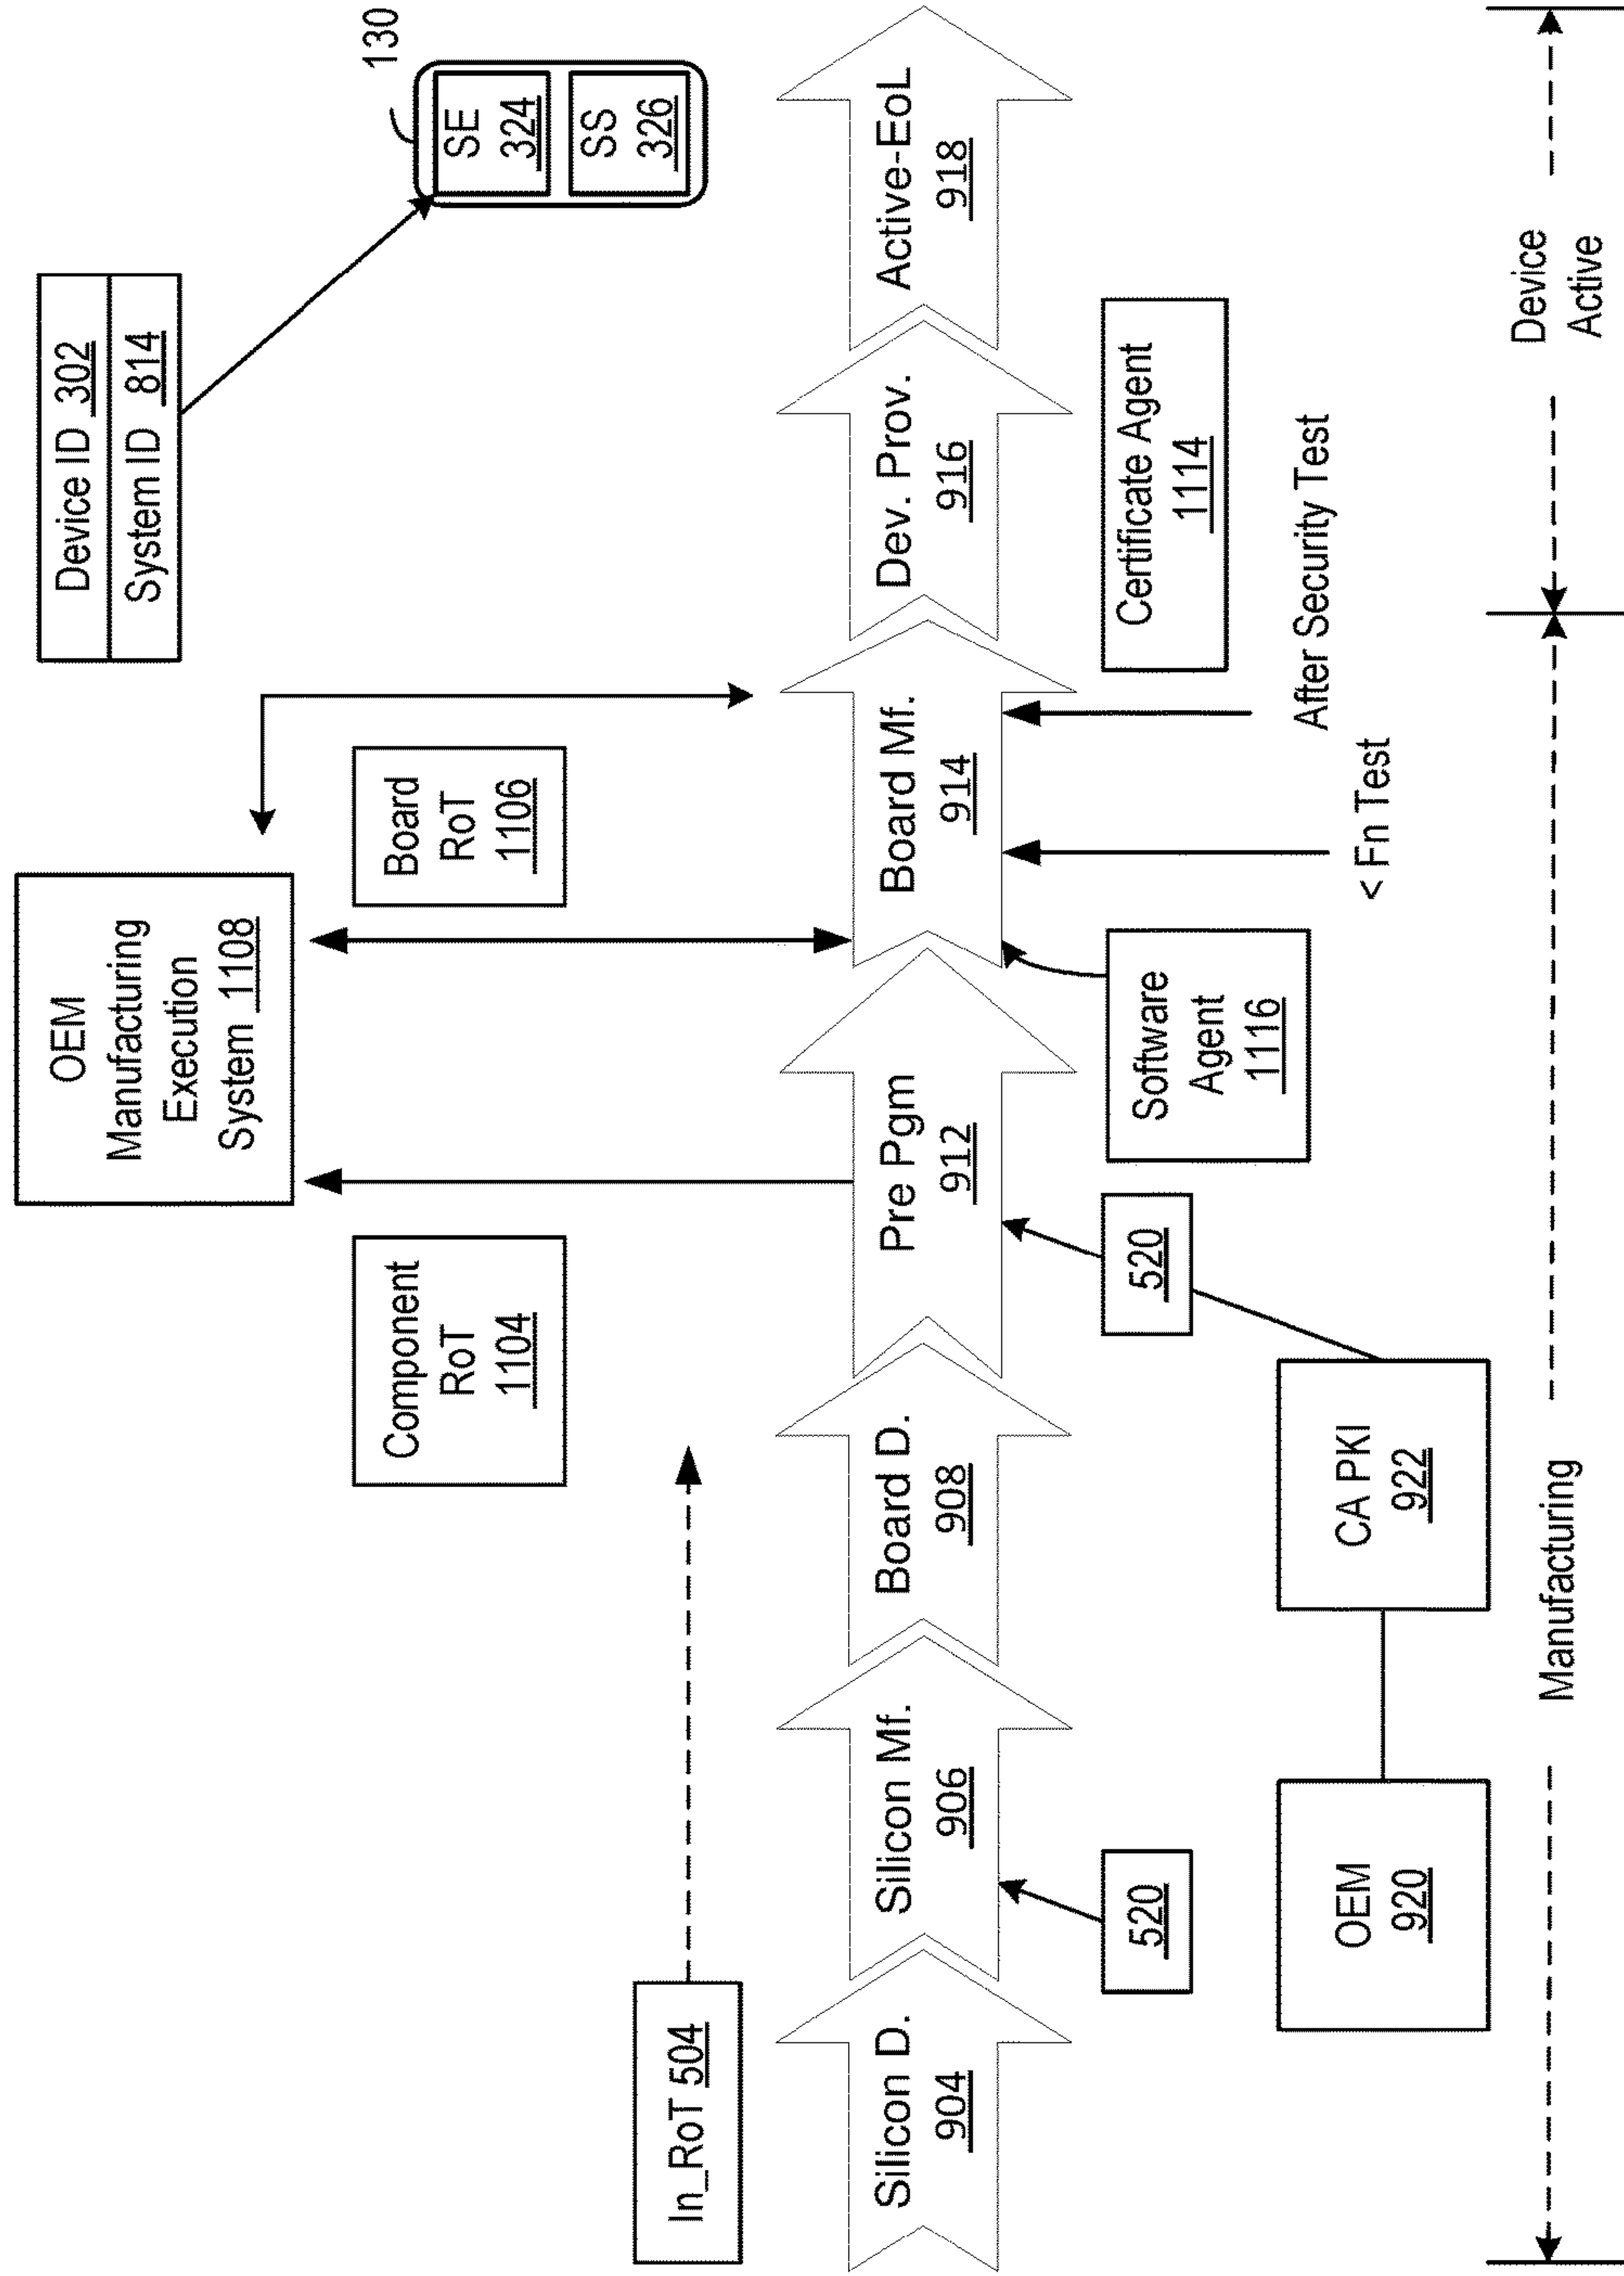 OEM
Manufacturing
Execution
System 1108
Device ID 302
System ID 814
130
SE
324
SS
326
Component
RoT
1104
Board
RoT
1106
In_RoT 504
Silicon D.
904
Silicon Mf.
906
Board D.
908
Pre Pgm
912
Board Mf.
914
Dev. Prov.
916
Active-EoL
918
520
520
Software
Agent
1116
Certificate Agent
1114
OEM
920
CA PKI
922
< Fn Test
After Security Test
Manufacturing
Device
Active